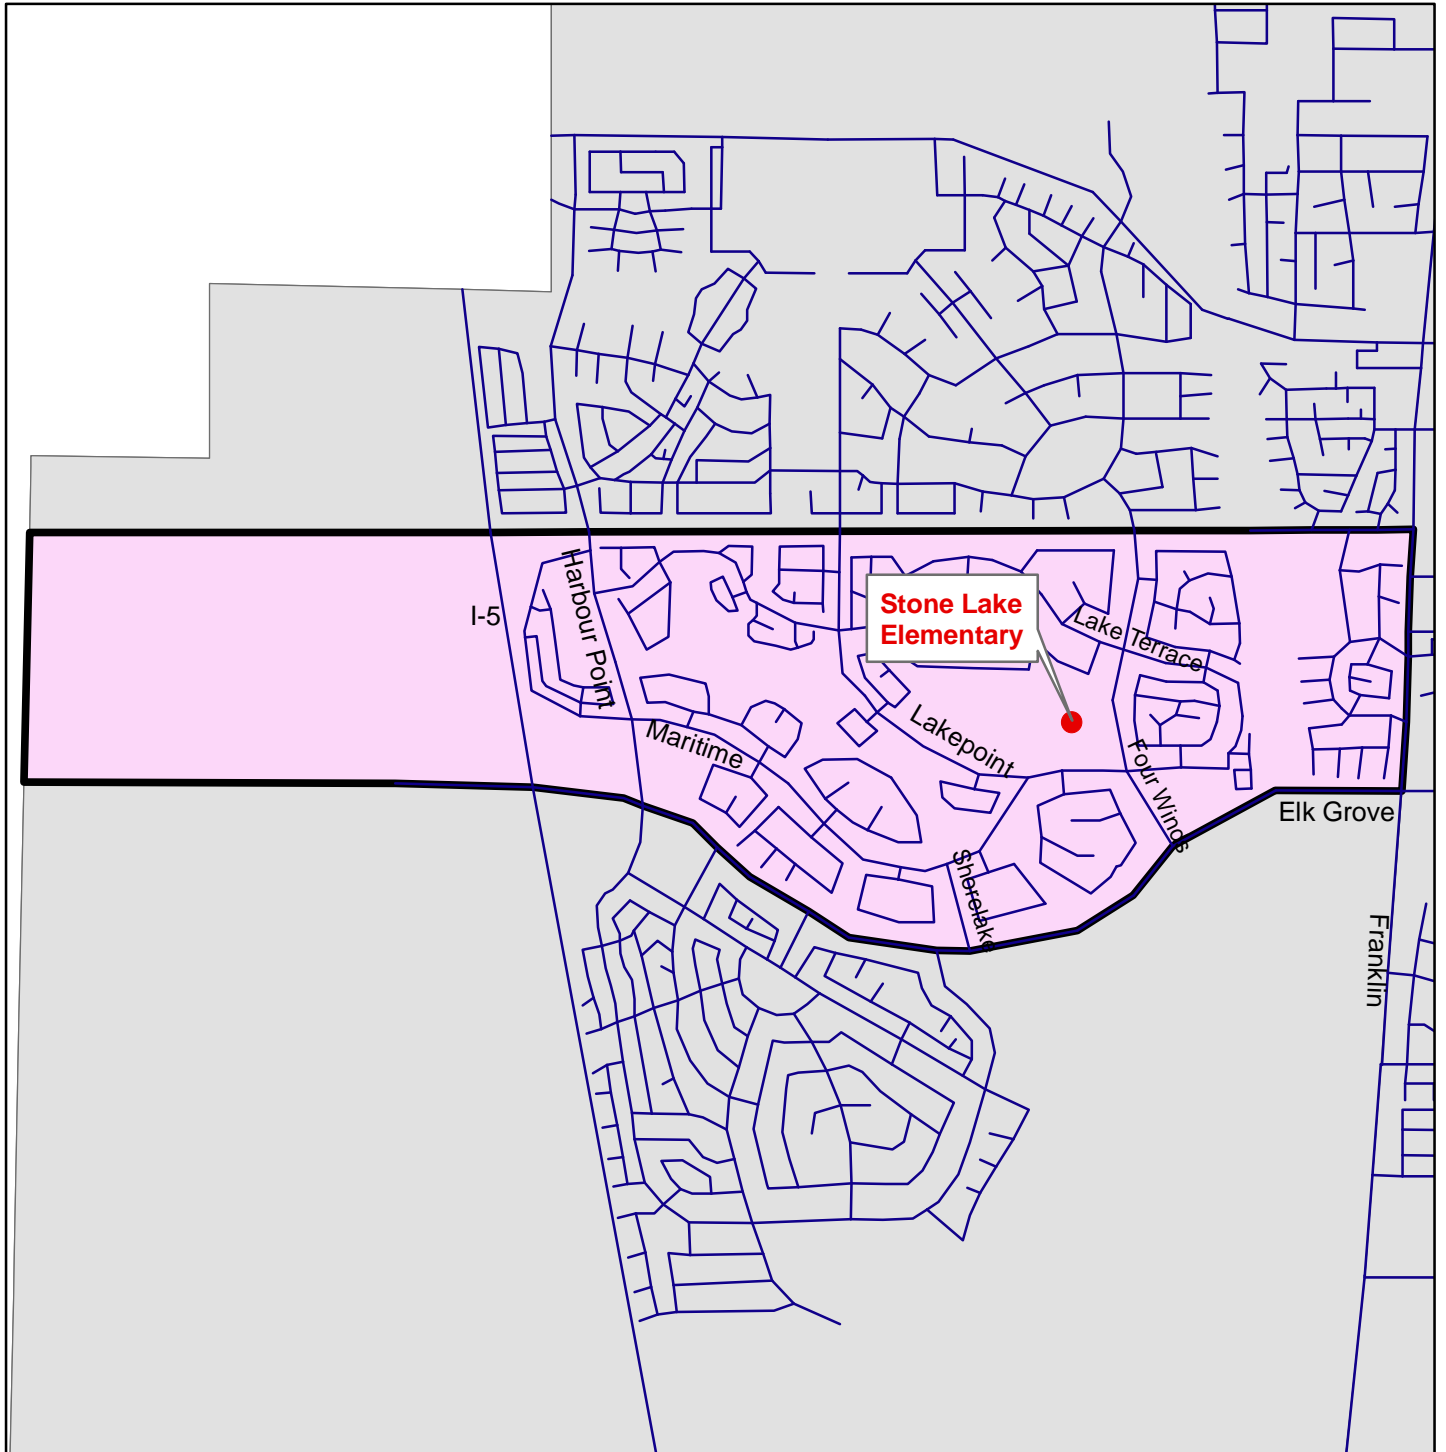 Harbour Point
I-5
Stone Lake
Elementary
Lake Terrace
Maritime
Lakepoint
Four Winds
Elk Grove
Shorelake
Franklin